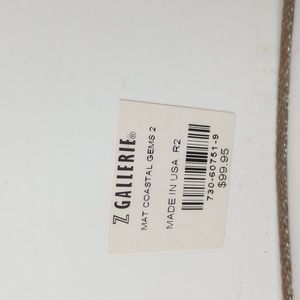 Z GALLERIE®
MAT COASTAL GEMS 2
MADE IN USA R2
730-60751-9
$99.95